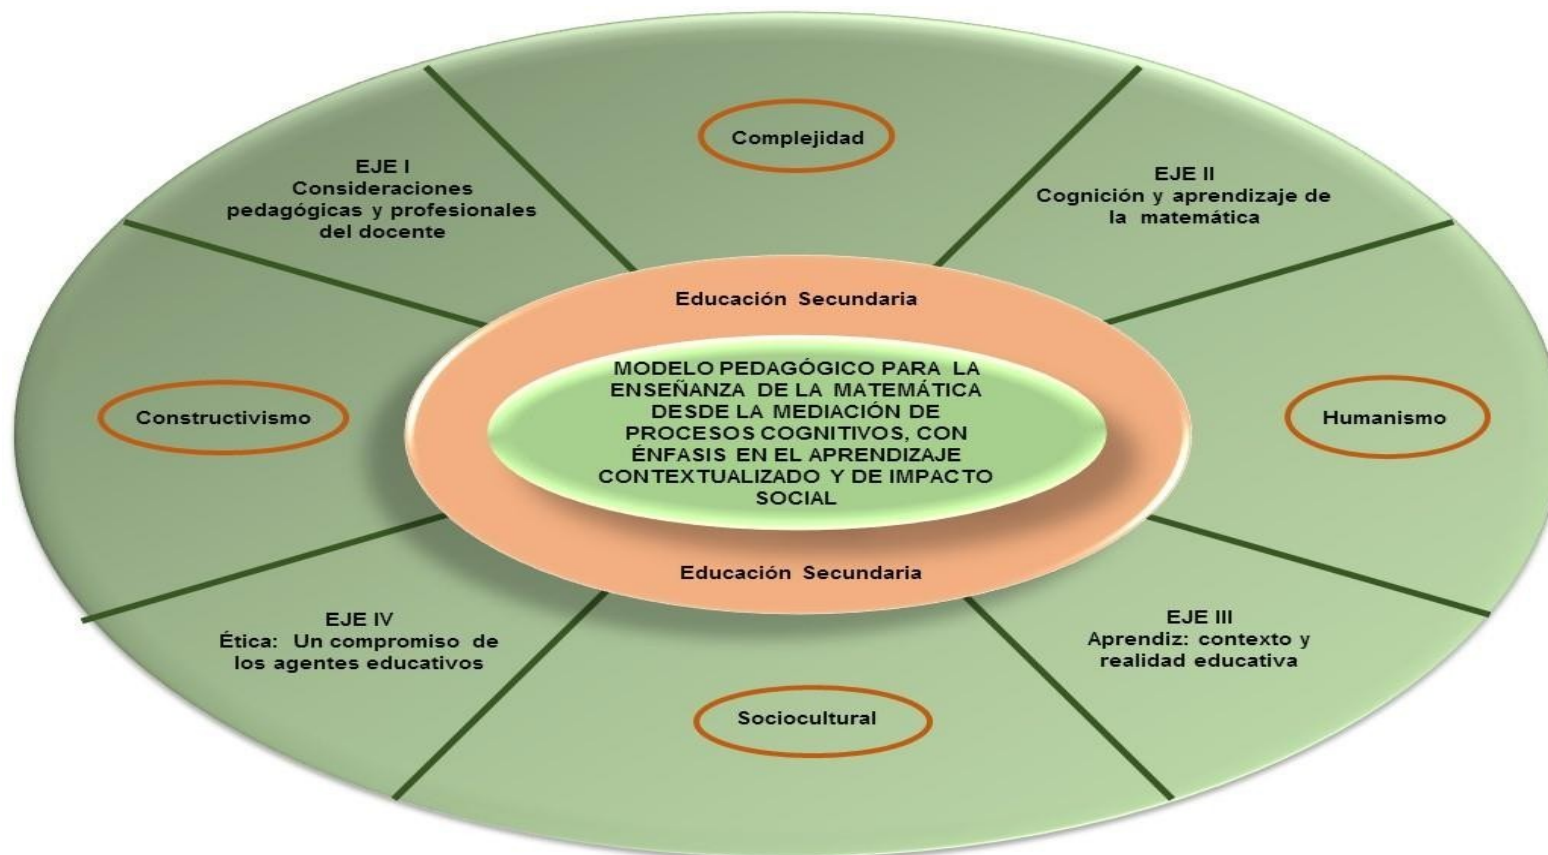 Complejidad
EJE I
Consideraciones
pedagógicas y profesionales
del docente
EJE II
Cognición y aprendizaje de
la matemática
Educación Secundaria
MODELO PEDAGÓGICO PARA LA
ENSEÑANZA DE LA MATEMÁTICA
DESDE LA MEDIACIÓN DE
PROCESOS COGNITIVOS, CON
ÉNFASIS EN EL APRENDIZAJE
CONTEXTUALIZADO Y DE IMPACTO
SOCIAL
Constructivismo
Humanismo
Educación Secundaria
EJE IV
Ética: Un compromiso de
los agentes educativos
EJE III
Aprendiz: contexto y
realidad educativa
Sociocultural